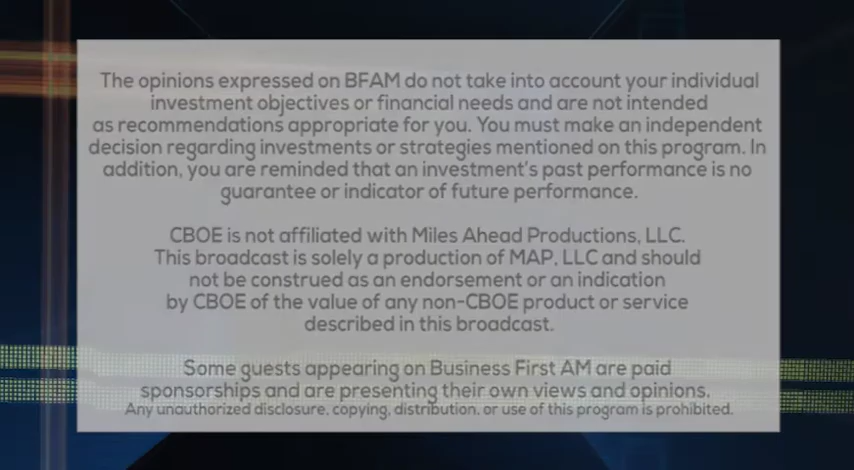 The opinions expressed on BFAM do not take into account your individual
investment objectives or financial needs and are not intended
as recommendations appropriate for you. You must make an independent
decision regarding investments or strategies mentioned on this program. In
addition, you are reminded that an investment's past performance is no
guarantee or indicator of future performance.
CBOE is not affiliated with Miles Ahead Productions, LLC.
This broadcast is solely a production of MAP, LLC and should
not be construed as an endorsement or an indication
by CBOE of the value of any non-CBOE product or service
described in this broadcast.
Some guests appearing on Business First AM are paid
sponsorships and are presenting their own views and opinions.
Any unauthorized disclosure, copying, distribution, or use of this program is prohibited.